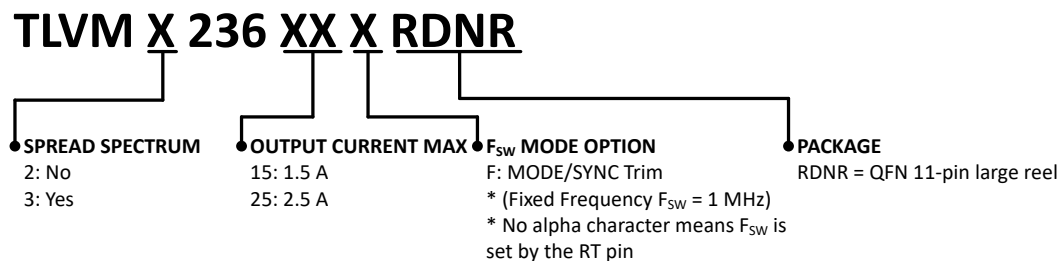 TLVM X 236 XX X RDNR
SPREAD SPECTRUM
2: No
3: Yes
OUTPUT CURRENT MAX
15: 1.5 A
25: 2.5 A
FSW MODE OPTION
F: MODE/SYNC Trim
* (Fixed Frequency FSW = 1 MHz)
* No alpha character means FSW is
set by the RT pin
PACKAGE
RDNR = QFN 11-pin large reel